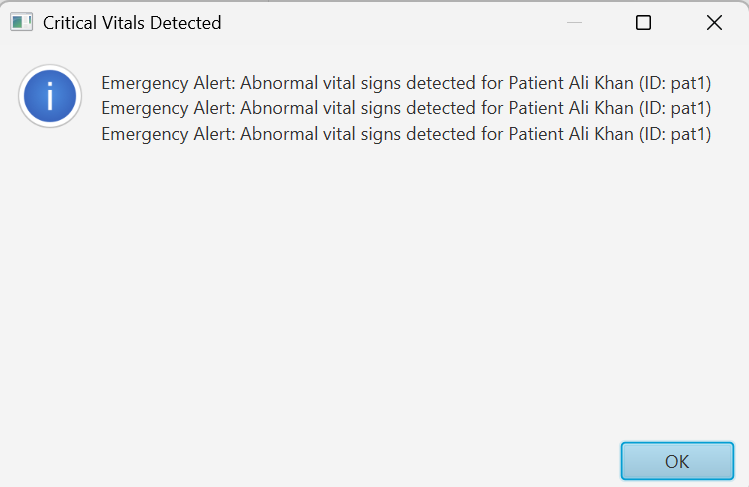 Critical Vitals Detected
Emergency Alert: Abnormal vital signs detected for Patient Ali Khan (ID: pat1)
Emergency Alert: Abnormal vital signs detected for Patient Ali Khan (ID: pat1)
Emergency Alert: Abnormal vital signs detected for Patient Ali Khan (ID: pat1)
OK